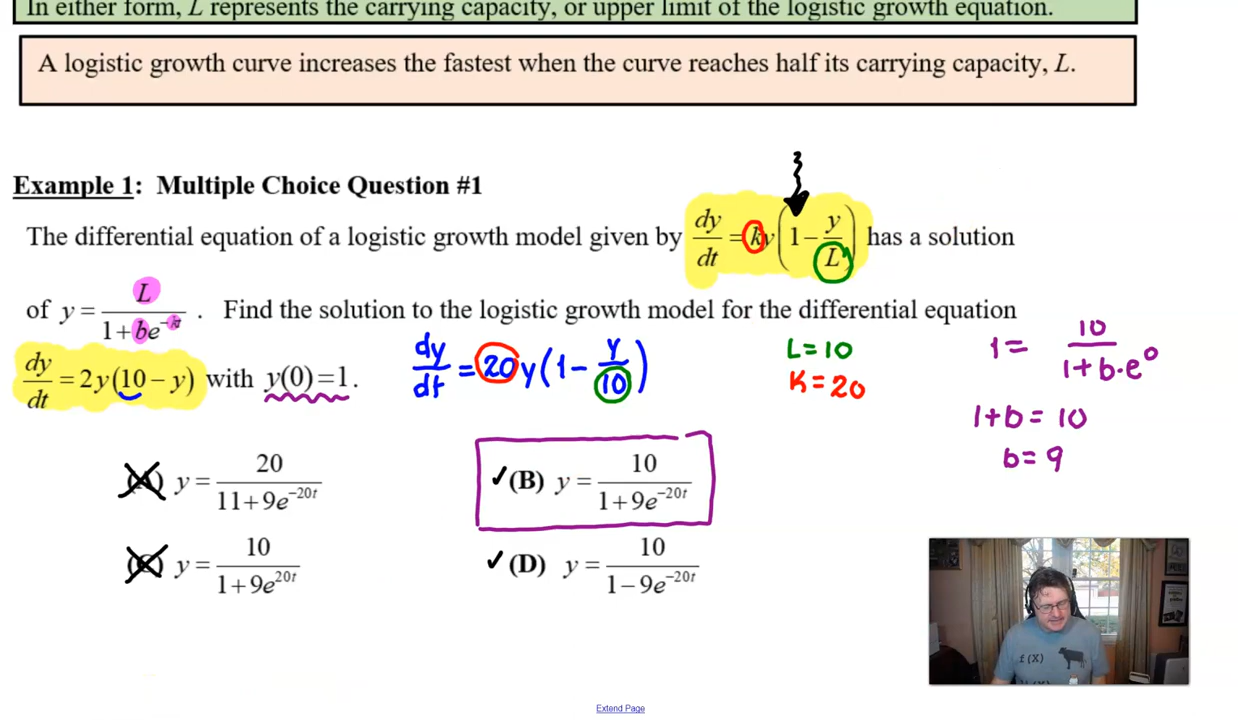 In either form, L represents the carrying capacity, or upper limit of the logistic growth equation.
A logistic growth curve increases the fastest when the curve reaches half its carrying capacity, L.
Example 1: Multiple Choice Question #1
The differential equation of a logistic growth model given by dy/dt = ky(1 − y/L) has a solution
of y = L/(1 + be^(−kt)) . Find the solution to the logistic growth model for the differential equation
dy/dt = 2y(10 − y) with y(0) = 1.
dy/dt = 20y(1 − y/10)
L = 10
K = 20
1 = 10/(1 + b·e^0)
1 + b = 10
b = 9
y = 20/(11 + 9e^(−20t))
✓(B) y = 10/(1 + 9e^(−20t))
y = 10/(1 + 9e^(20t))
✓(D) y = 10/(1 − 9e^(−20t))
f(X)
Extend Page